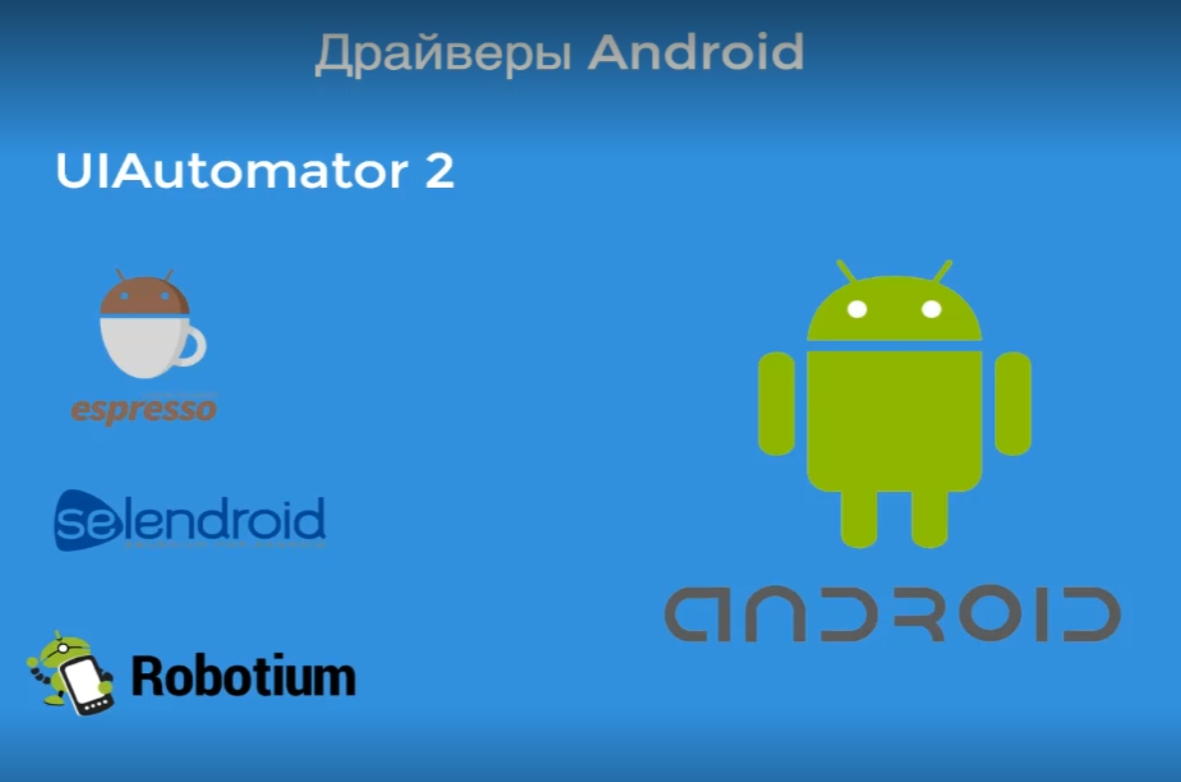 Драйверы Android
UIAutomator 2
espresso
selendroid
Robotium
ANDROID